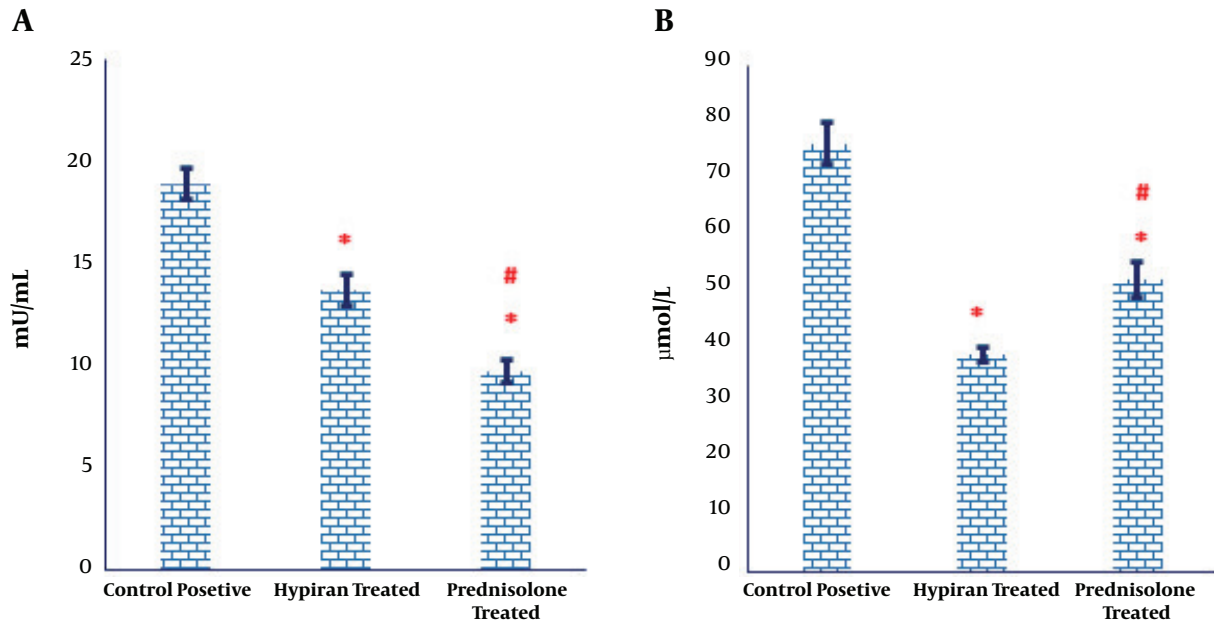 A
mU/mL
25
20
15
10
5
0
*
#
*
Control Posetive
Hypiran Treated
Prednisolone
Treated
B
μmol/L
90
80
70
60
50
40
30
20
10
0
*
#
*
Control Posetive
Hypiran Treated
Prednisolone
Treated